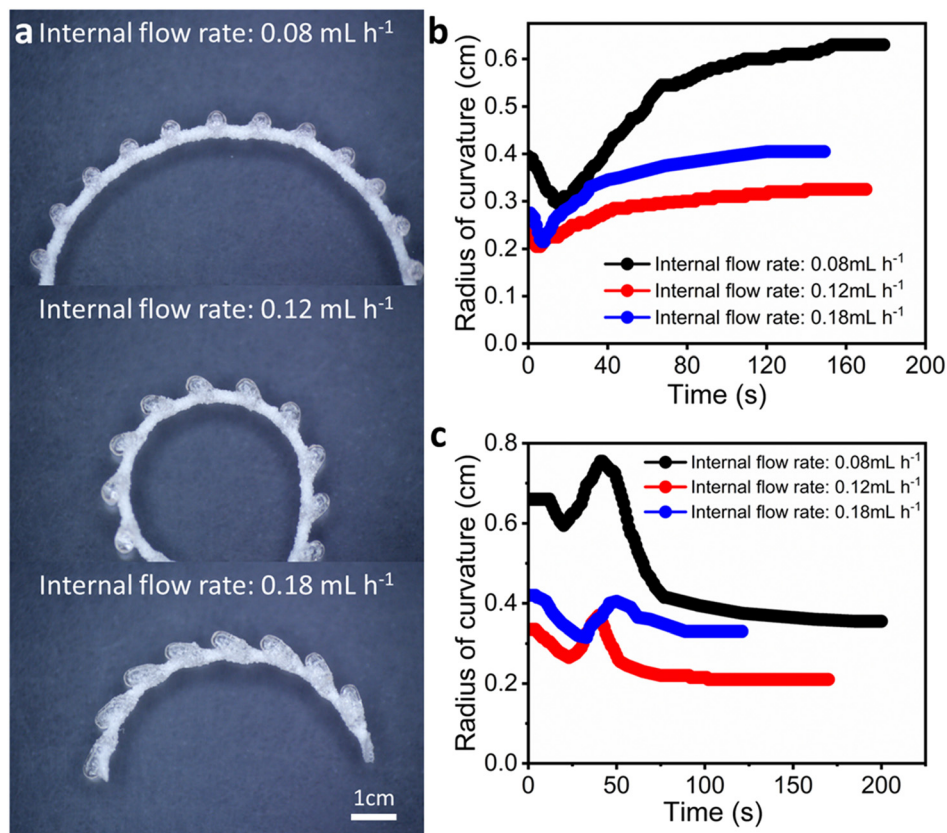 a Internal flow rate: 0.08 mL h⁻¹
Internal flow rate: 0.12 mL h⁻¹
Internal flow rate: 0.18 mL h⁻¹
1cm
b
Radius of curvature (cm)
0.6
0.5
0.4
0.3
0.2
0.1
0.0
Internal flow rate: 0.08mL h⁻¹
Internal flow rate: 0.12mL h⁻¹
Internal flow rate: 0.18mL h⁻¹
0 40 80 120 160 200
Time (s)
c
Radius of curvature (cm)
0.8
0.6
0.4
0.2
0.0
Internal flow rate: 0.08mL h⁻¹
Internal flow rate: 0.12mL h⁻¹
Internal flow rate: 0.18mL h⁻¹
0 50 100 150 200
Time (s)